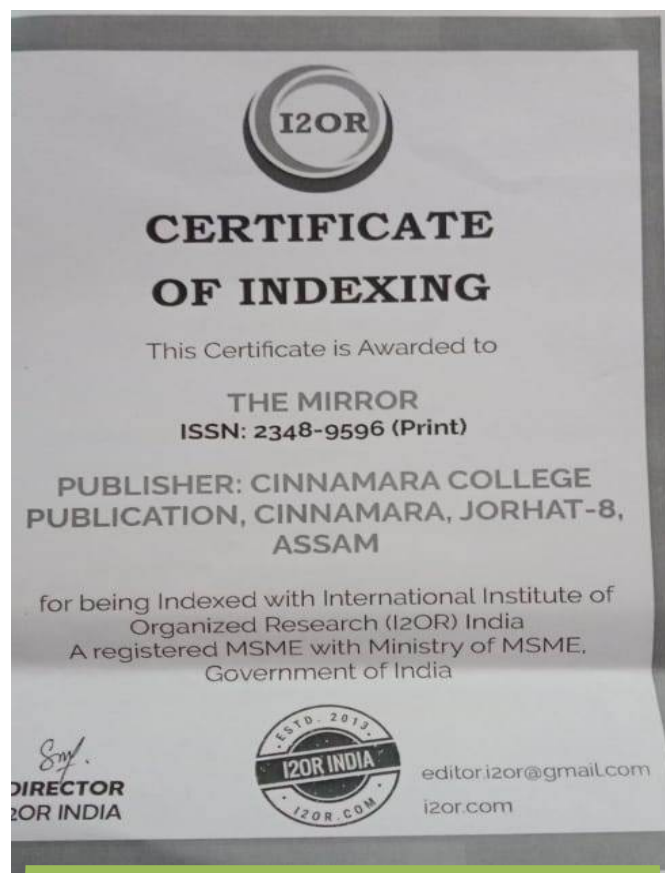 I2OR
CERTIFICATE
OF INDEXING
This Certificate is Awarded to
THE MIRROR
ISSN: 2348-9596 (Print)
PUBLISHER: CINNAMARA COLLEGE
PUBLICATION, CINNAMARA, JORHAT-8,
ASSAM
for being Indexed with International Institute of
Organized Research (I2OR) India
A registered MSME with Ministry of MSME,
Government of India
ESTD. 2013
I2OR INDIA
I2OR.COM
DIRECTOR
2OR INDIA
editor.i2or@gmail.com
i2or.com